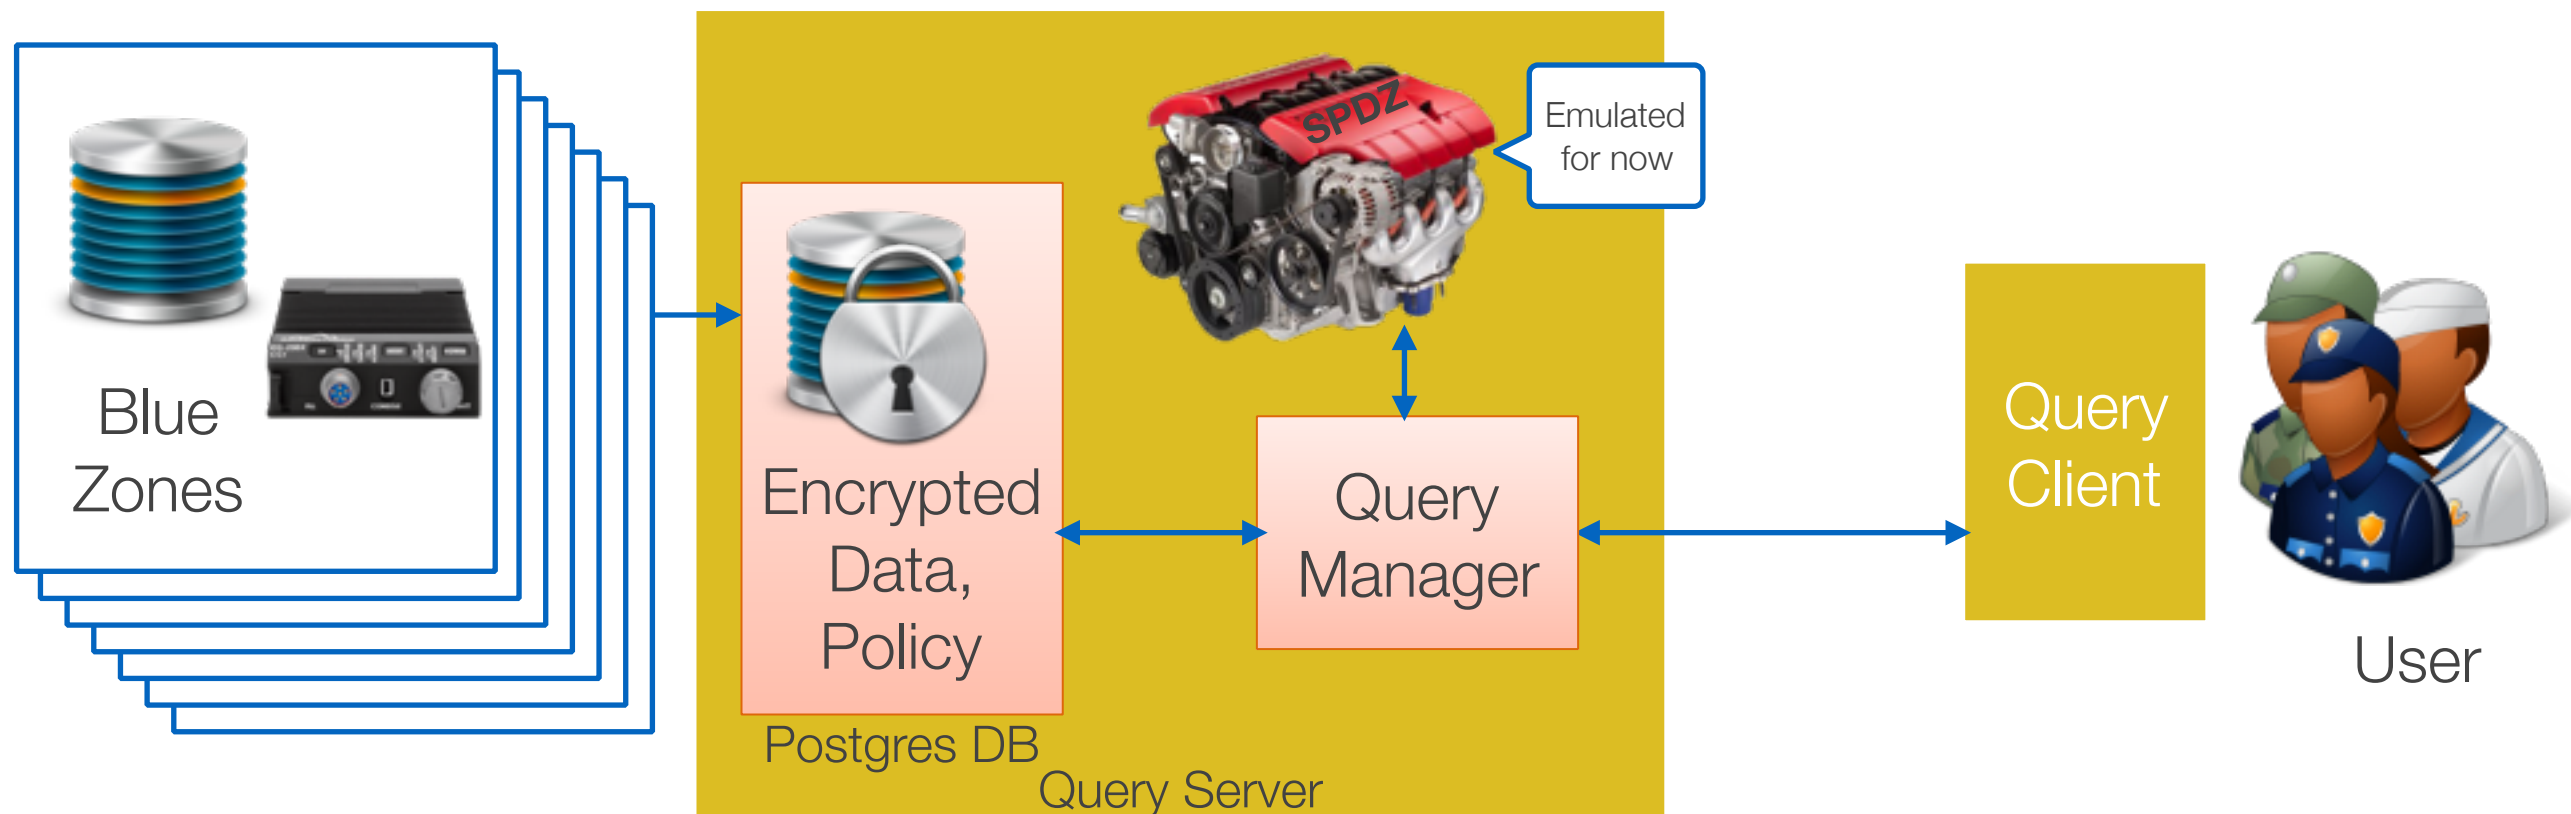 Blue
Zones
Encrypted
Data,
Policy
Postgres DB
Query Server
SPDZ
Emulated
for now
Query
Manager
Query
Client
User